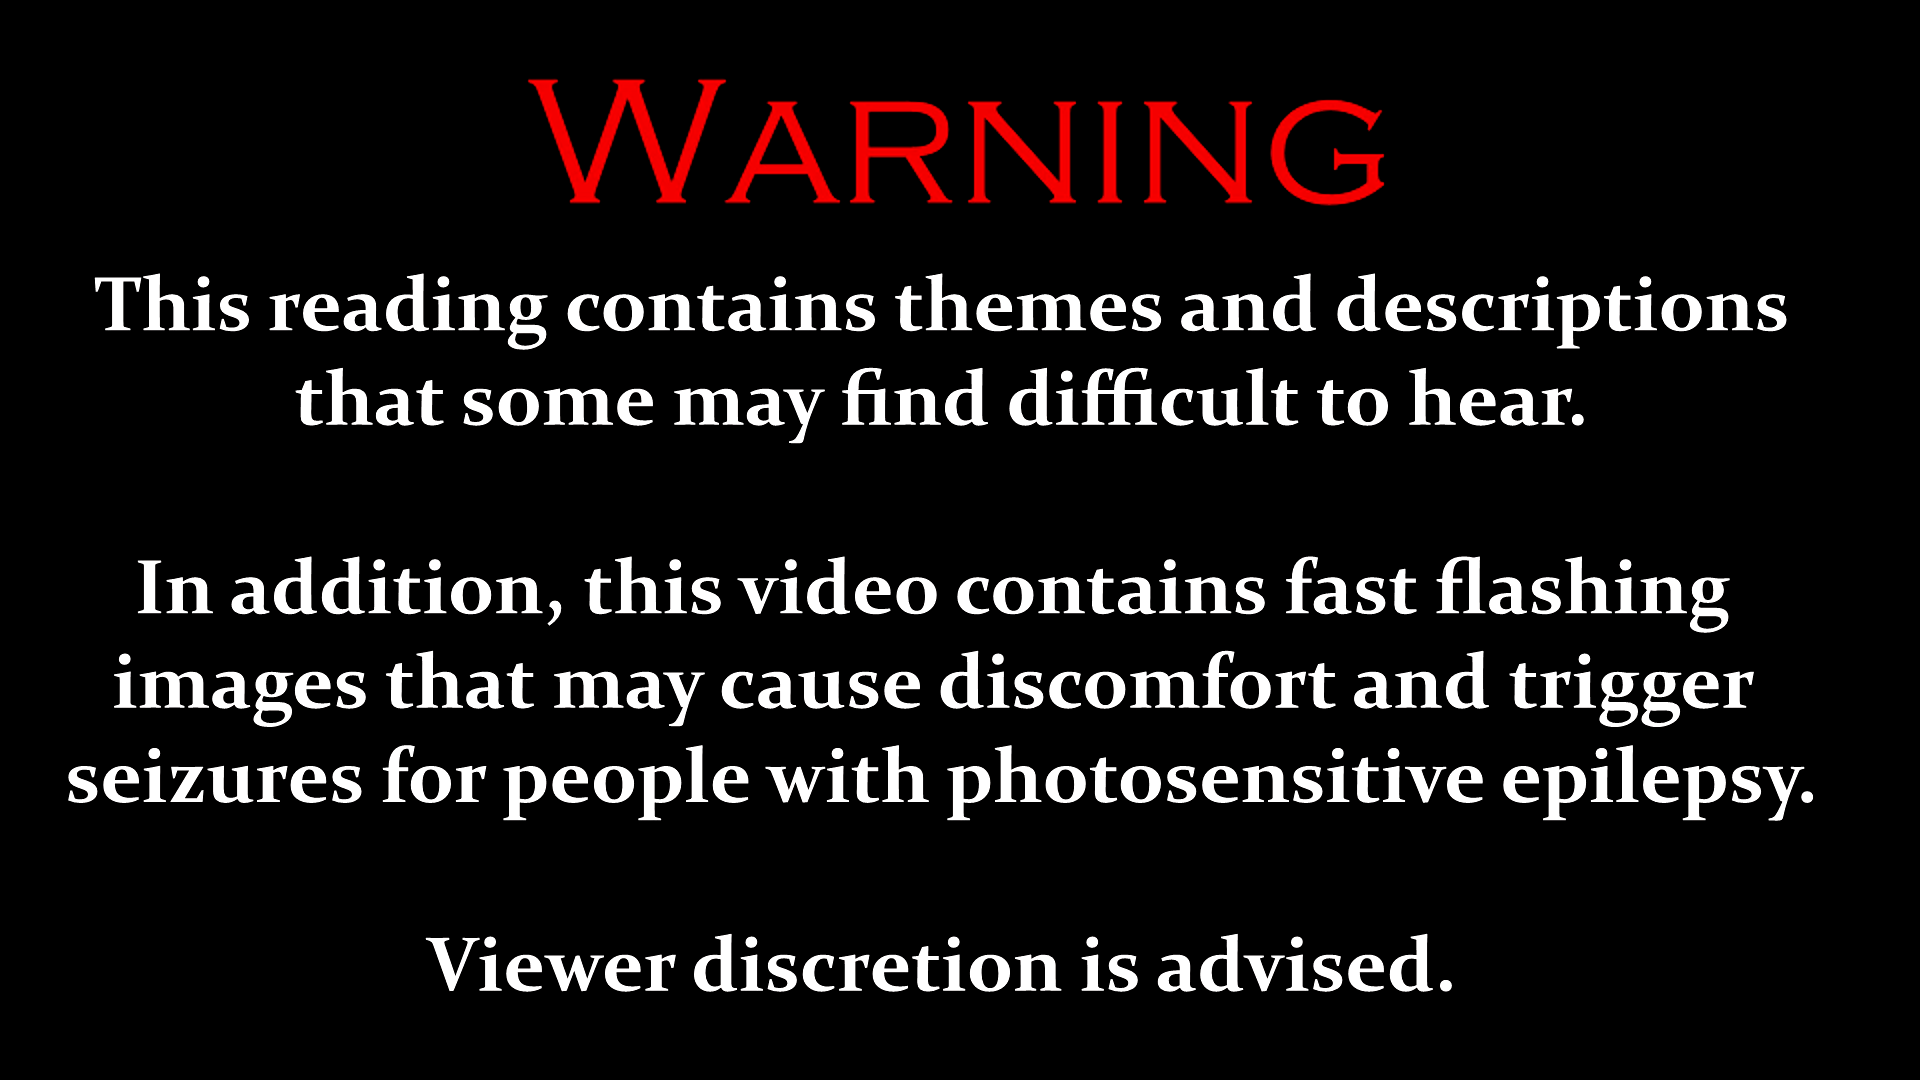 WARNING
This reading contains themes and descriptions
that some may find difficult to hear.
In addition, this video contains fast flashing
images that may cause discomfort and trigger
seizures for people with photosensitive epilepsy.
Viewer discretion is advised.